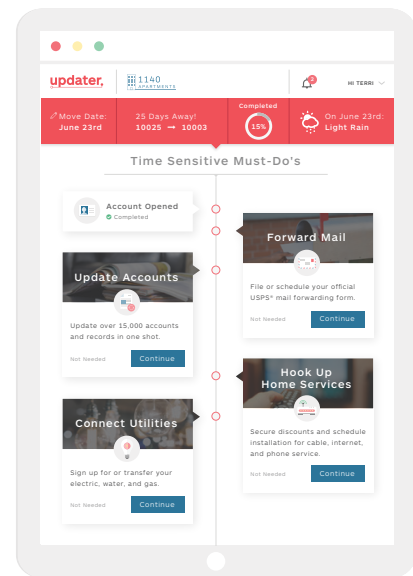 updater,
1140
APARTMENTS
2
HI TERRI
Move Date:
June 23rd
25 Days Away!
10025 → 10003
Completed
15%
On June 23rd:
Light Rain
Time Sensitive Must-Do's
Account Opened
Completed
Forward Mail
File or schedule your official
USPS® mail forwarding form.
Not Needed
Continue
Update Accounts
Update over 15,000 accounts
and records in one shot.
Not Needed
Continue
Hook Up
Home Services
Secure discounts and schedule
installation for cable, internet,
and phone service.
Not Needed
Continue
Connect Utilities
Sign up for or transfer your
electric, water, and gas.
Not Needed
Continue